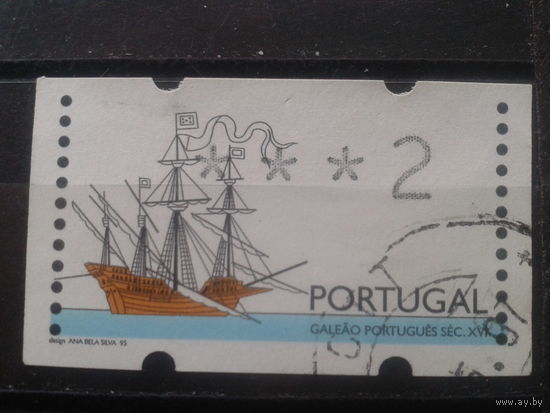 * * * 2
PORTUGAL
GALEÃO PORTUGUÊS SÉC. XVI
design ANA BELA SILVA 95
© www.ay.by